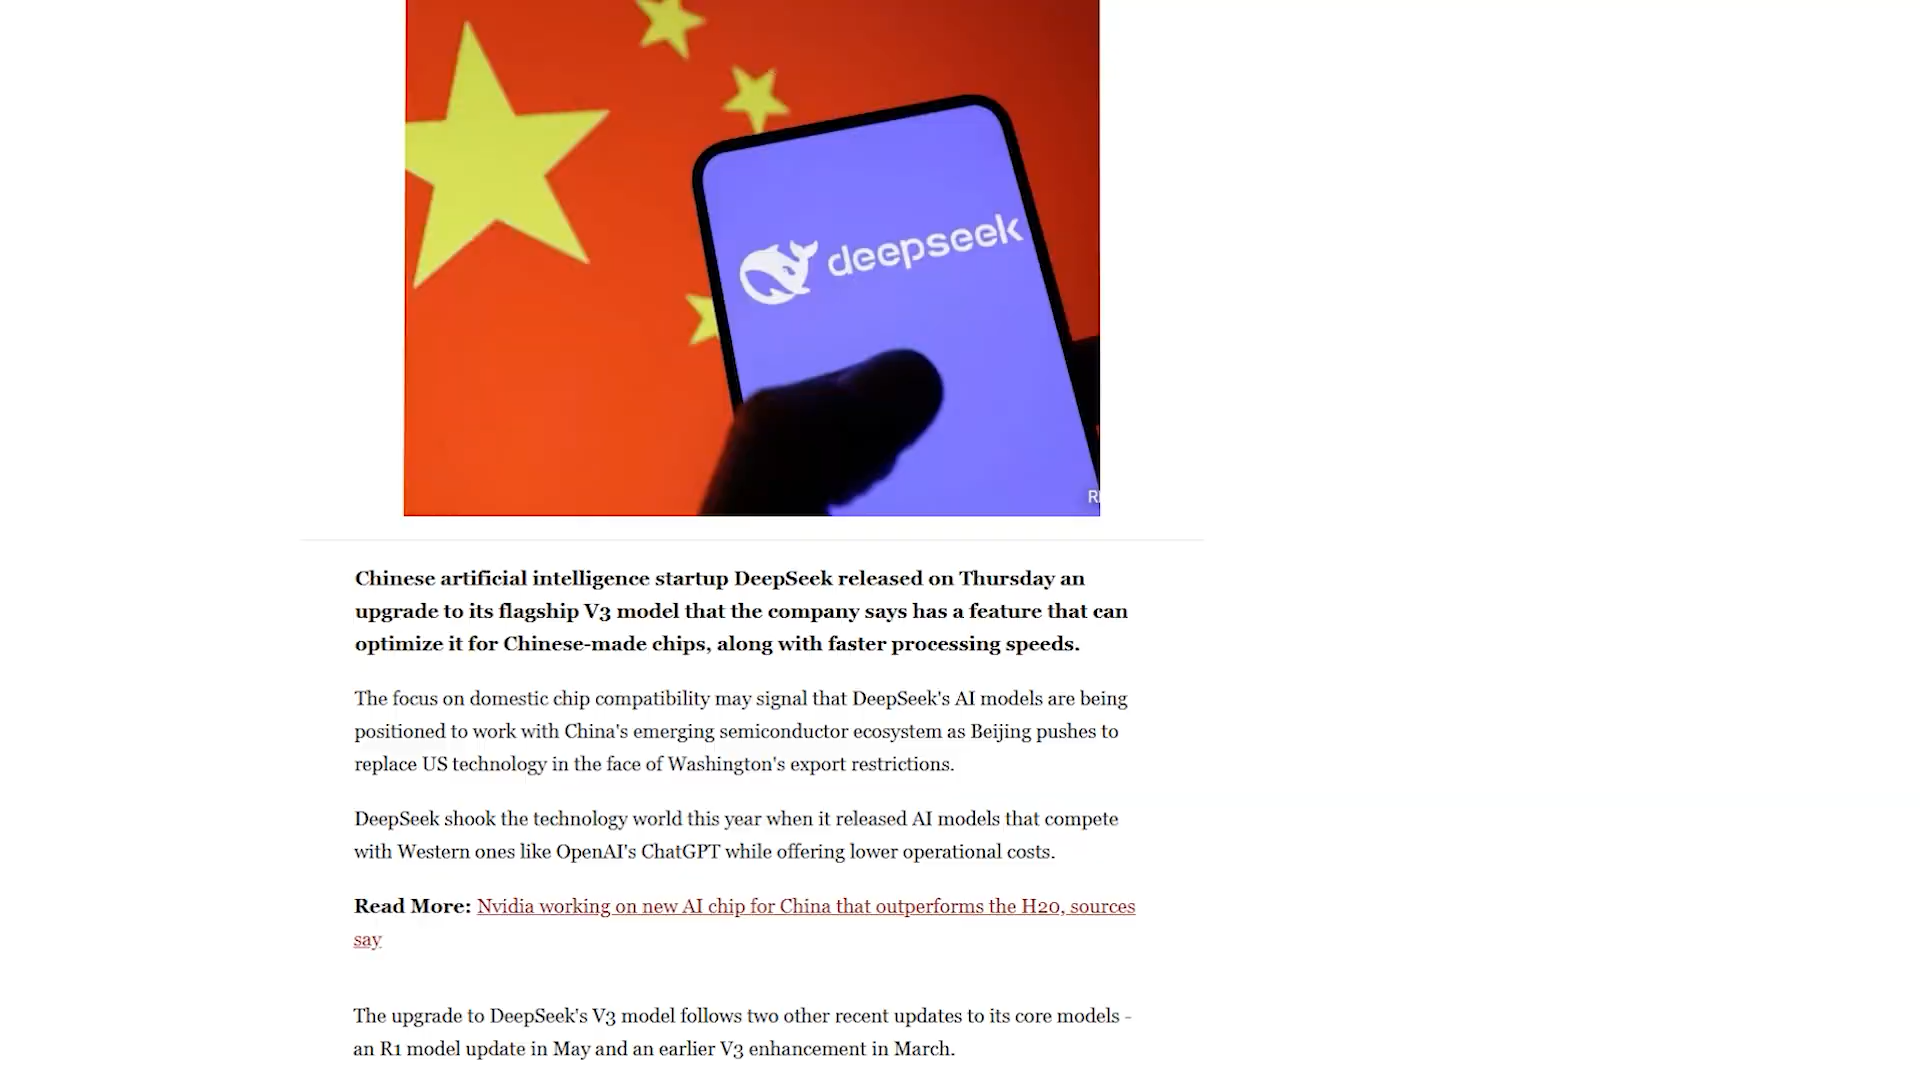 deepseek
Chinese artificial intelligence startup DeepSeek released on Thursday an
upgrade to its flagship V3 model that the company says has a feature that can
optimize it for Chinese-made chips, along with faster processing speeds.
The focus on domestic chip compatibility may signal that DeepSeek's AI models are being
positioned to work with China's emerging semiconductor ecosystem as Beijing pushes to
replace US technology in the face of Washington's export restrictions.
DeepSeek shook the technology world this year when it released AI models that compete
with Western ones like OpenAI's ChatGPT while offering lower operational costs.
Read More: Nvidia working on new AI chip for China that outperforms the H20, sources
say
The upgrade to DeepSeek's V3 model follows two other recent updates to its core models -
an R1 model update in May and an earlier V3 enhancement in March.